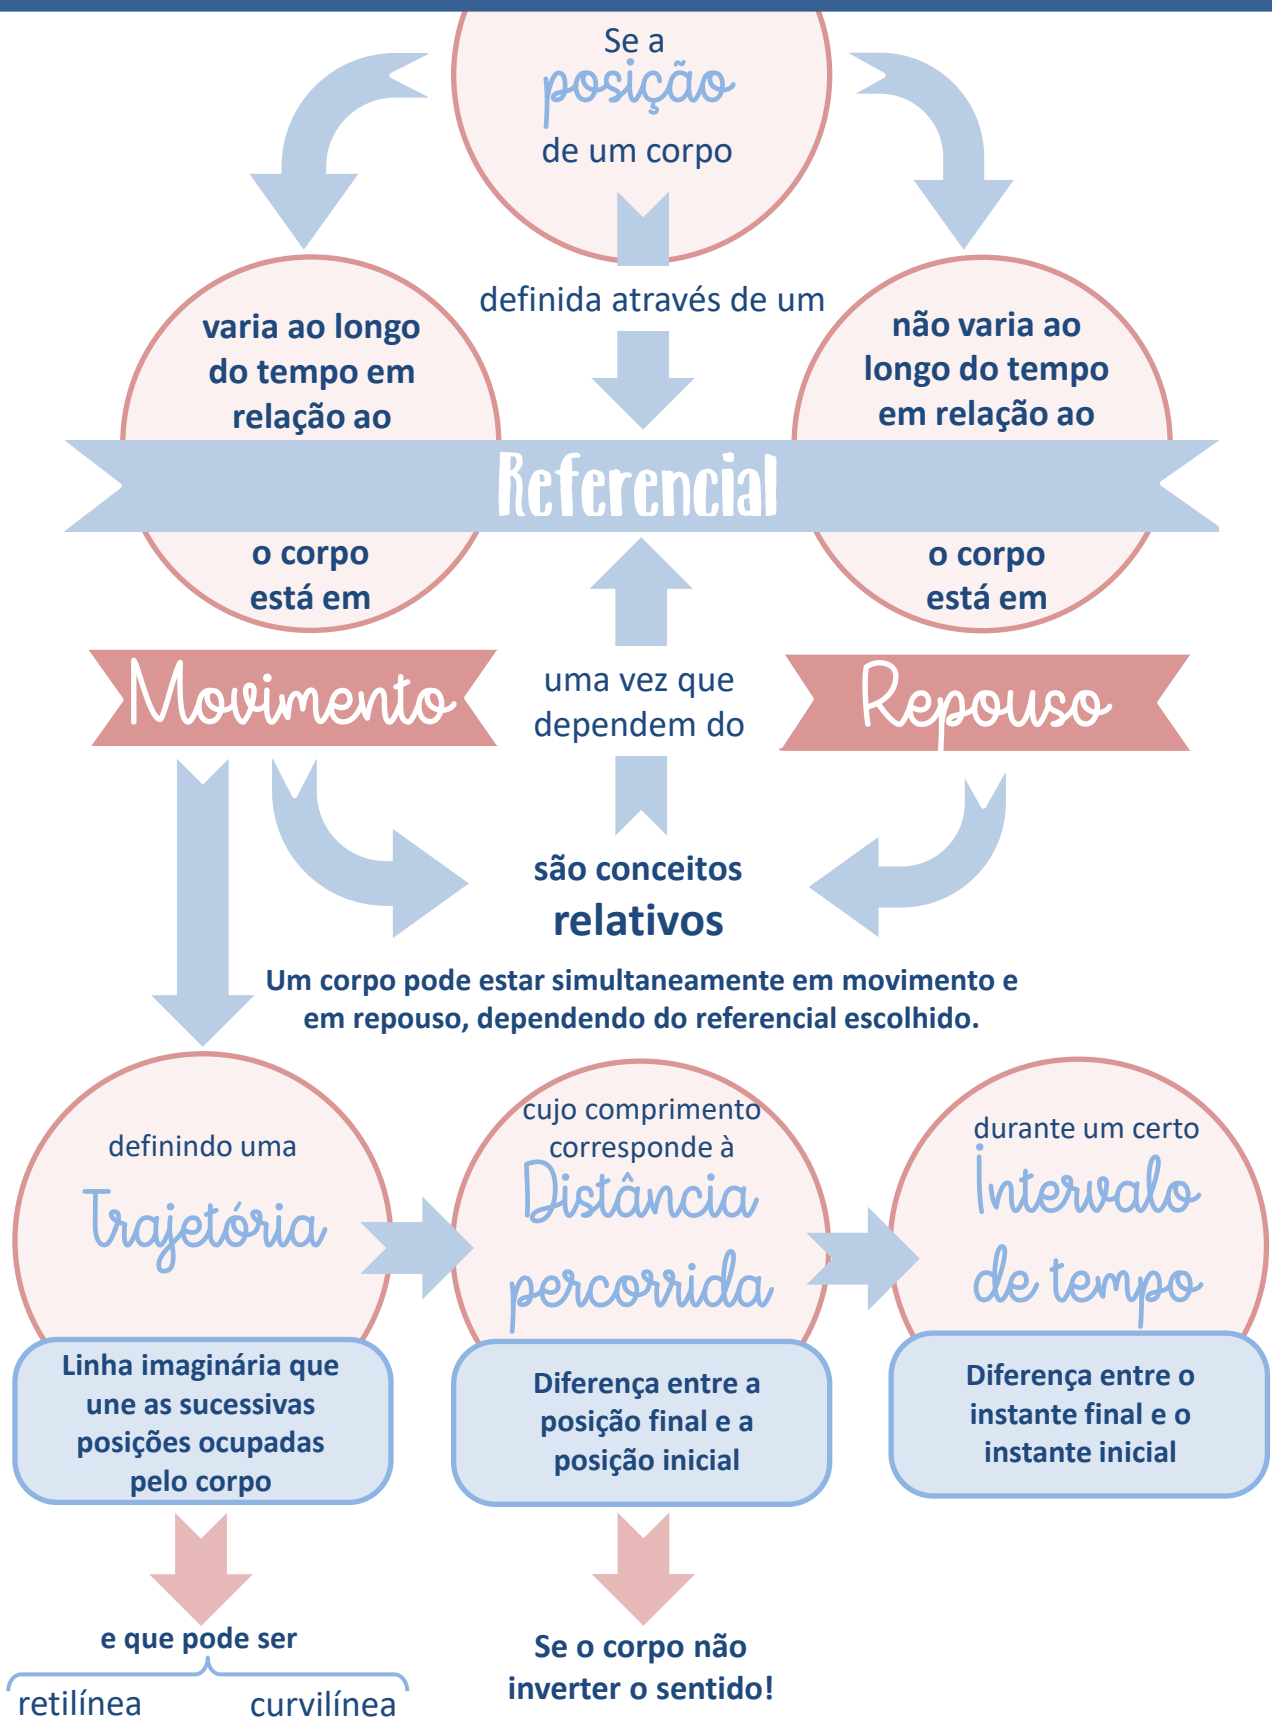 Se a
posição
de um corpo
definida através de um
varia ao longo
do tempo em
relação ao
não varia ao
longo do tempo
em relação ao
Referencial
o corpo
está em
o corpo
está em
Movimento
Repouso
uma vez que
dependem do
são conceitos
relativos
Um corpo pode estar simultaneamente em movimento e
em repouso, dependendo do referencial escolhido.
definindo uma
Trajetória
Linha imaginária que
une as sucessivas
posições ocupadas
pelo corpo
e que pode ser
retilínea
curvilínea
cujo comprimento
corresponde à
Distância
percorrida
Diferença entre a
posição final e a
posição inicial
Se o corpo não
inverter o sentido!
durante um certo
Intervalo
de tempo
Diferença entre o
instante final e o
instante inicial